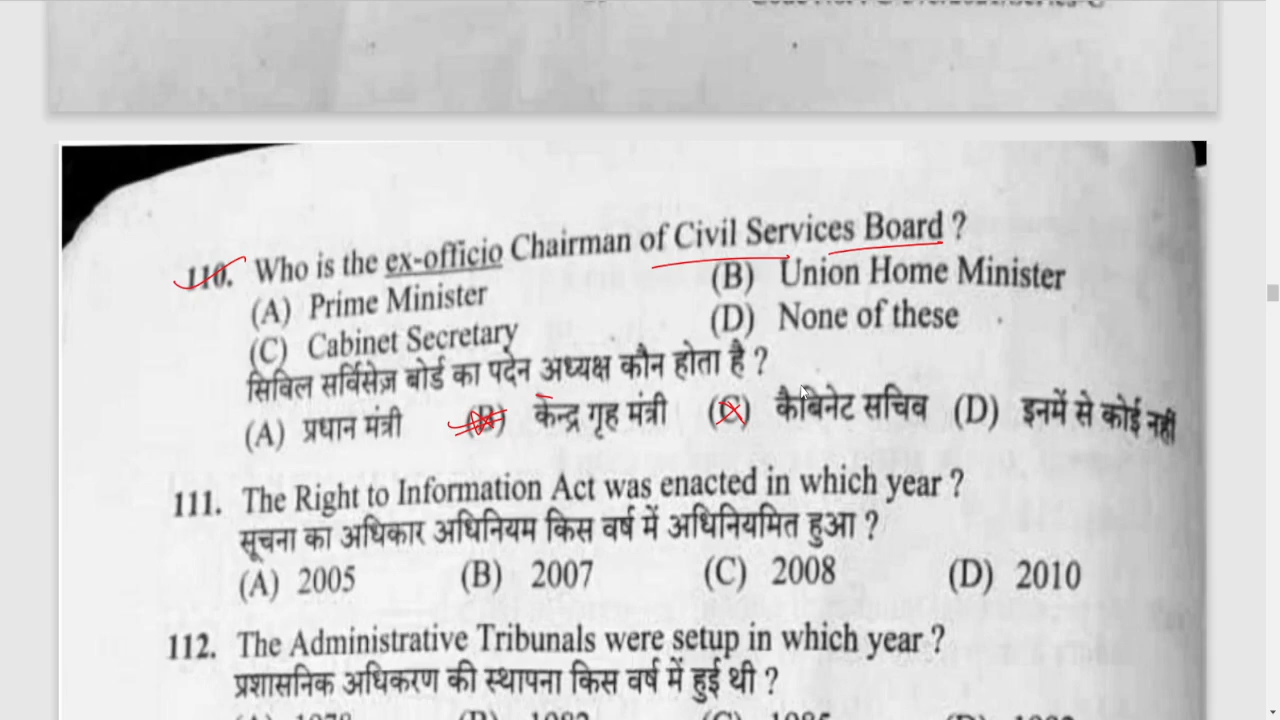 110. Who is the ex-officio Chairman of Civil Services Board ?
(A) Prime Minister (B) Union Home Minister
(C) Cabinet Secretary (D) None of these
सिविल सर्विसेज़ बोर्ड का पदेन अध्यक्ष कौन होता है ?
(A) प्रधान मंत्री (B) केन्द्र गृह मंत्री (C) कैबिनेट सचिव (D) इनमें से कोई नहीं
111. The Right to Information Act was enacted in which year ?
सूचना का अधिकार अधिनियम किस वर्ष में अधिनियमित हुआ ?
(A) 2005 (B) 2007 (C) 2008 (D) 2010
112. The Administrative Tribunals were setup in which year ?
प्रशासनिक अधिकरण की स्थापना किस वर्ष में हुई थी ?